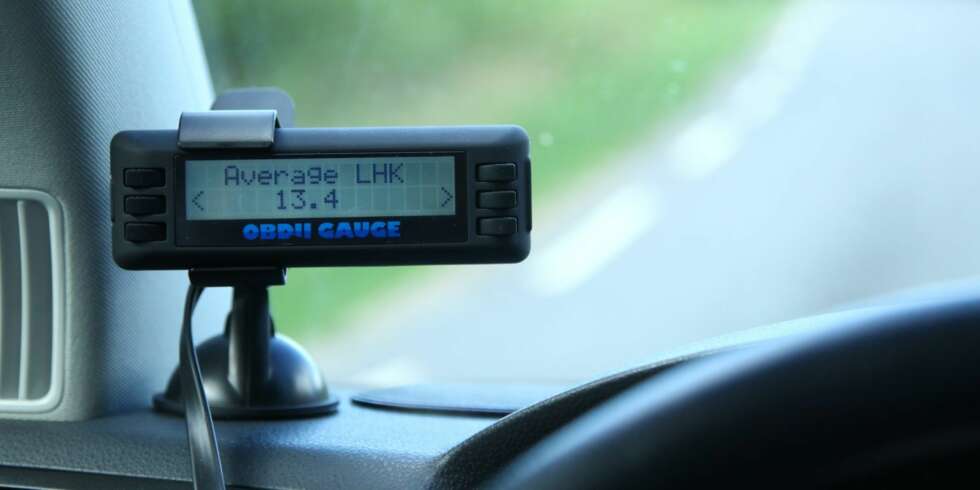 Average LHK
< 13.4 >
OBDII GAUGE